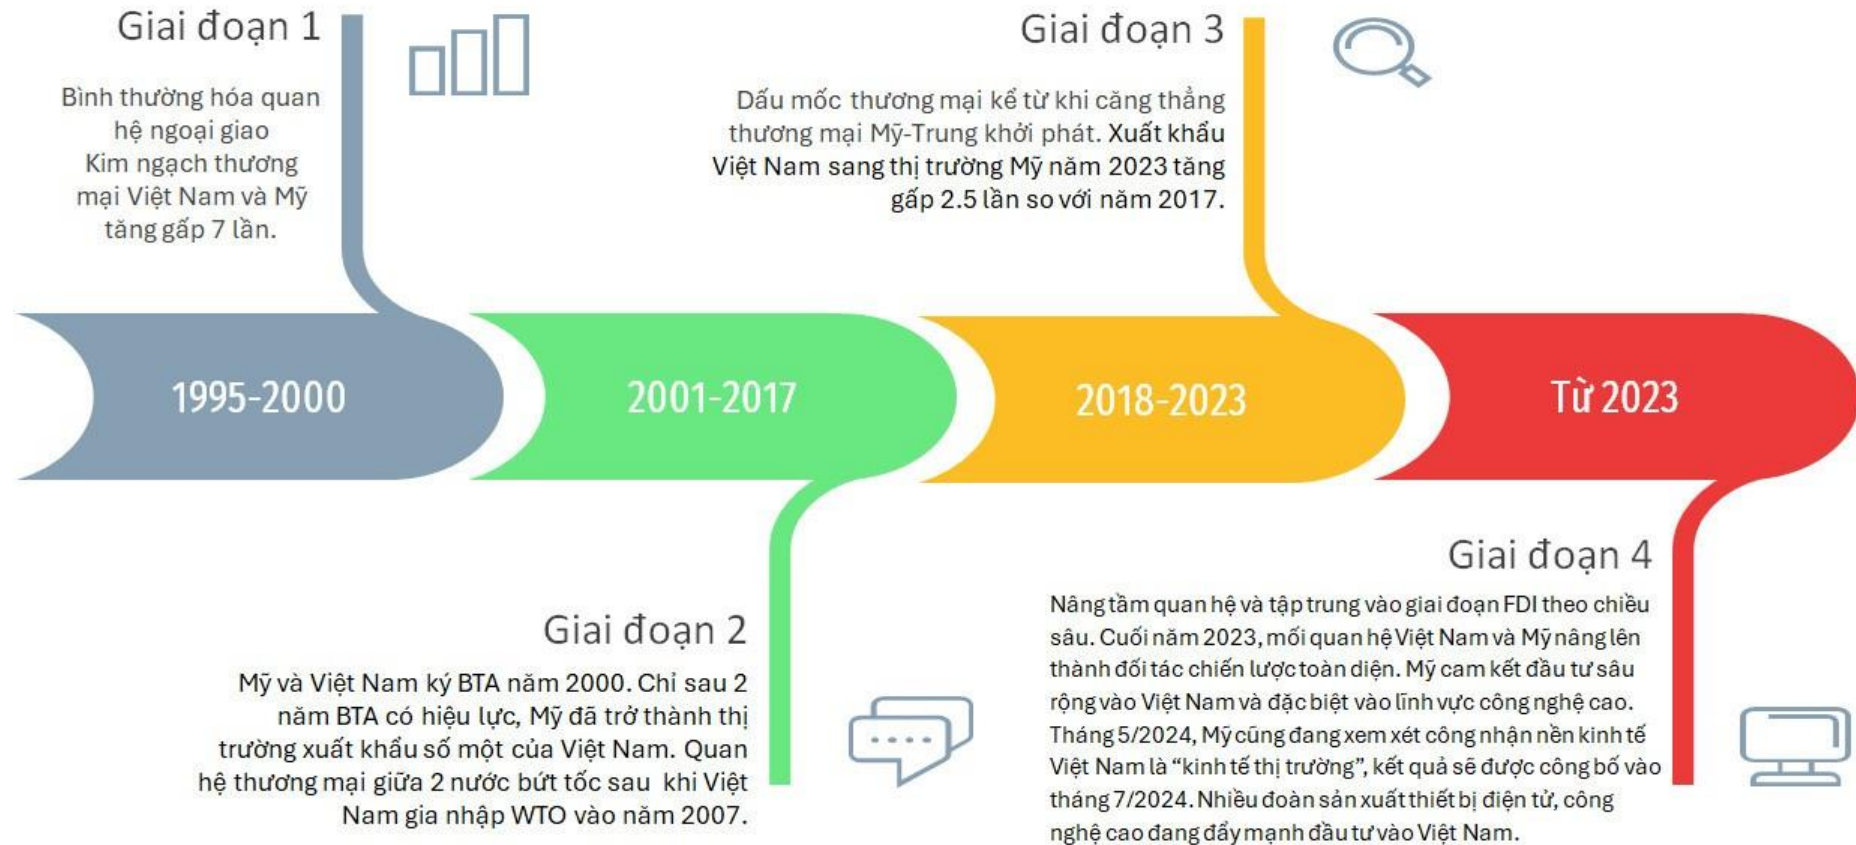 Giai đoạn 1
Bình thường hóa quan
hệ ngoại giao
Kim ngạch thương
mại Việt Nam và Mỹ
tăng gấp 7 lần.
Giai đoạn 3
Dấu mốc thương mại kể từ khi căng thẳng
thương mại Mỹ-Trung khởi phát. Xuất khẩu
Việt Nam sang thị trường Mỹ năm 2023 tăng
gấp 2.5 lần so với năm 2017.
1995-2000
2001-2017
2018-2023
Từ 2023
Giai đoạn 2
Mỹ và Việt Nam ký BTA năm 2000. Chỉ sau 2
năm BTA có hiệu lực, Mỹ đã trở thành thị
trường xuất khẩu số một của Việt Nam. Quan
hệ thương mại giữa 2 nước bứt tốc sau khi Việt
Nam gia nhập WTO vào năm 2007.
Giai đoạn 4
Nâng tầm quan hệ và tập trung vào giai đoạn FDI theo chiều
sâu. Cuối năm 2023, mối quan hệ Việt Nam và Mỹ nâng lên
thành đối tác chiến lược toàn diện. Mỹ cam kết đầu tư sâu
rộng vào Việt Nam và đặc biệt vào lĩnh vực công nghệ cao.
Tháng 5/2024, Mỹ cũng đang xem xét công nhận nền kinh tế
Việt Nam là “kinh tế thị trường”, kết quả sẽ được công bố vào
tháng 7/2024. Nhiều đoàn sản xuất thiết bị điện tử, công
nghệ cao đang đẩy mạnh đầu tư vào Việt Nam.